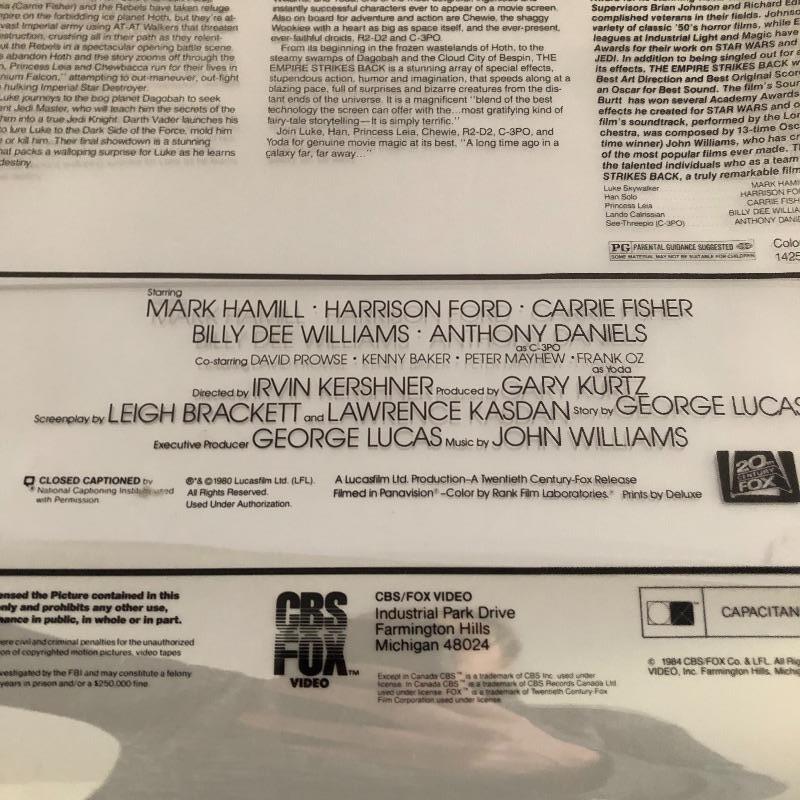 (Carrie Fisher) and the Rebels have taken refuge
on the forbidding ice planet Hoth, but they're at-
vast Imperial army using AT-AT Walkers that threaten
crushing all in their path as they relent-
the Rebels in a spectacular opening battle scene.
abandon Hoth and the story zooms off through the
Princess Leia and Chewbacca run for their lives in
Falcon," attempting to out-maneuver, out-fight
hulking Imperial Star Destroyer.
Luke journeys to the bog planet Dagobah to seek
Jedi Master, who will teach him the secrets of the
him into a true Jedi Knight. Darth Vader launches his
to lure Luke to the Dark Side of the Force, mold him
or kill him. Their final showdown is a stunning
packs a walloping surprise for Luke as he learns
destiny.
instantly successful characters ever to appear on a movie screen.
Also on board for adventure and action are Chewie, the shaggy
Wookiee with a heart as big as space itself, and the ever-present,
ever-faithful droids, R2-D2 and C-3PO.
From its beginning in the frozen wastelands of Hoth, to the
steamy swamps of Dagobah and the Cloud City of Bespin, THE
EMPIRE STRIKES BACK is a stunning array of special effects,
stupendous action, humor and imagination, that speeds along at a
blazing pace, full of surprises and bizarre creatures from the dis-
tant ends of the universe. It is a magnificent "blend of the best
technology the screen can offer with the...most gratifying kind of
fairy-tale storytelling—It is simply terrific."
Join Luke, Han, Princess Leia, Chewie, R2-D2, C-3PO, and
Yoda for genuine movie magic at its best. "A long time ago in a
galaxy far, far away..."
Supervisors Brian Johnson and Richard
complished veterans in their fields.
variety of classic '50's horror films, while
leagues at Industrial Light and Magic have
Awards for their work on STAR WARS and
JEDI. In addition to being singled out for
its effects, THE EMPIRE STRIKES BACK
Best Art Direction and Best Original Score
an Oscar for Best Sound. The film's
Burtt has won several Academy Awards
effects he created for STAR WARS and
film's soundtrack, performed by the
chestra, was composed by 13-time
time winner) John Williams, who has
of the most popular films ever made.
the talented individuals who as a team
STRIKES BACK, a truly remarkable film
Luke Skywalker MARK
Han Solo HARRISON
Princess Leia CARRIE
Lando Calrissian BILLY DEE
See-Threepio (C-3PO) ANTHONY
PG PARENTAL GUIDANCE SUGGESTED
SOME MATERIAL MAY NOT BE SUITABLE FOR CHILDREN
1425
Starring
MARK HAMILL · HARRISON FORD · CARRIE FISHER
BILLY DEE WILLIAMS · ANTHONY DANIELS
as C-3PO
Co-starring DAVID PROWSE · KENNY BAKER · PETER MAYHEW · FRANK OZ
as Yoda
Directed by IRVIN KERSHNER Produced by GARY KURTZ
Screenplay by LEIGH BRACKETT and LAWRENCE KASDAN Story by GEORGE LUCAS
Executive Producer GEORGE LUCAS Music by JOHN WILLIAMS
20TH CENTURY FOX
CLOSED CAPTIONED by
National Captioning Institute used
with Permission
®* & © 1980 Lucasfilm Ltd. (LFL).
All Rights Reserved.
Used Under Authorization.
A Lucasfilm Ltd. Production–A Twentieth Century-Fox Release
Filmed in Panavision® –Color by Rank Film Laboratories.® Prints by Deluxe
the Picture contained in this
only and prohibits any other use,
in public, in whole or in part.
civil and criminal penalties for the unauthorized
of copyrighted motion pictures, video tapes
by the FBI and may constitute a felony
years in prison and/or a $250,000 fine.
CBS
FOX™
VIDEO
CBS/FOX VIDEO
Industrial Park Drive
Farmington Hills
Michigan 48024
Except in Canada CBS™ is a trademark of CBS Inc. used under
license. In Canada CBS™ is a trademark of CBS Records Canada Ltd.
used under license. FOX™ is a trademark of Twentieth Century-Fox
Film Corporation used under license.
CAPACITAN
© 1984 CBS/FOX Co. & LFL. All
VIDEO, Inc. Farmington Hills,